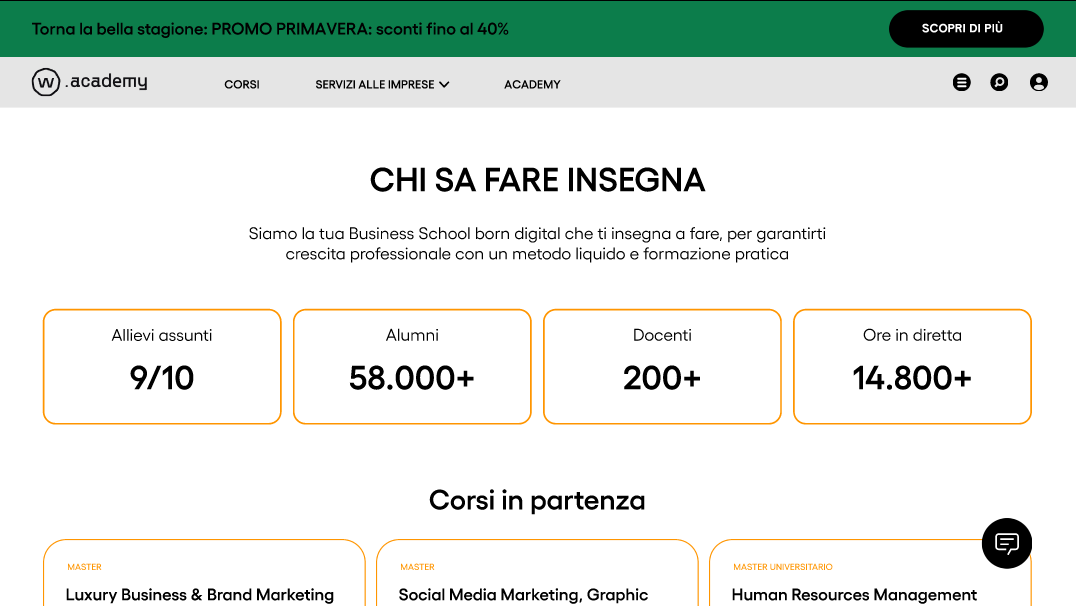 Torna la bella stagione: PROMO PRIMAVERA: sconti fino al 40%
SCOPRI DI PIÙ
w.academy
CORSI
SERVIZI ALLE IMPRESE
ACADEMY
CHI SA FARE INSEGNA
Siamo la tua Business School born digital che ti insegna a fare, per garantirti
crescita professionale con un metodo liquido e formazione pratica
Allievi assunti
9/10
Alumni
58.000+
Docenti
200+
Ore in diretta
14.800+
Corsi in partenza
MASTER
Luxury Business & Brand Marketing
MASTER
Social Media Marketing, Graphic
MASTER UNIVERSITARIO
Human Resources Management